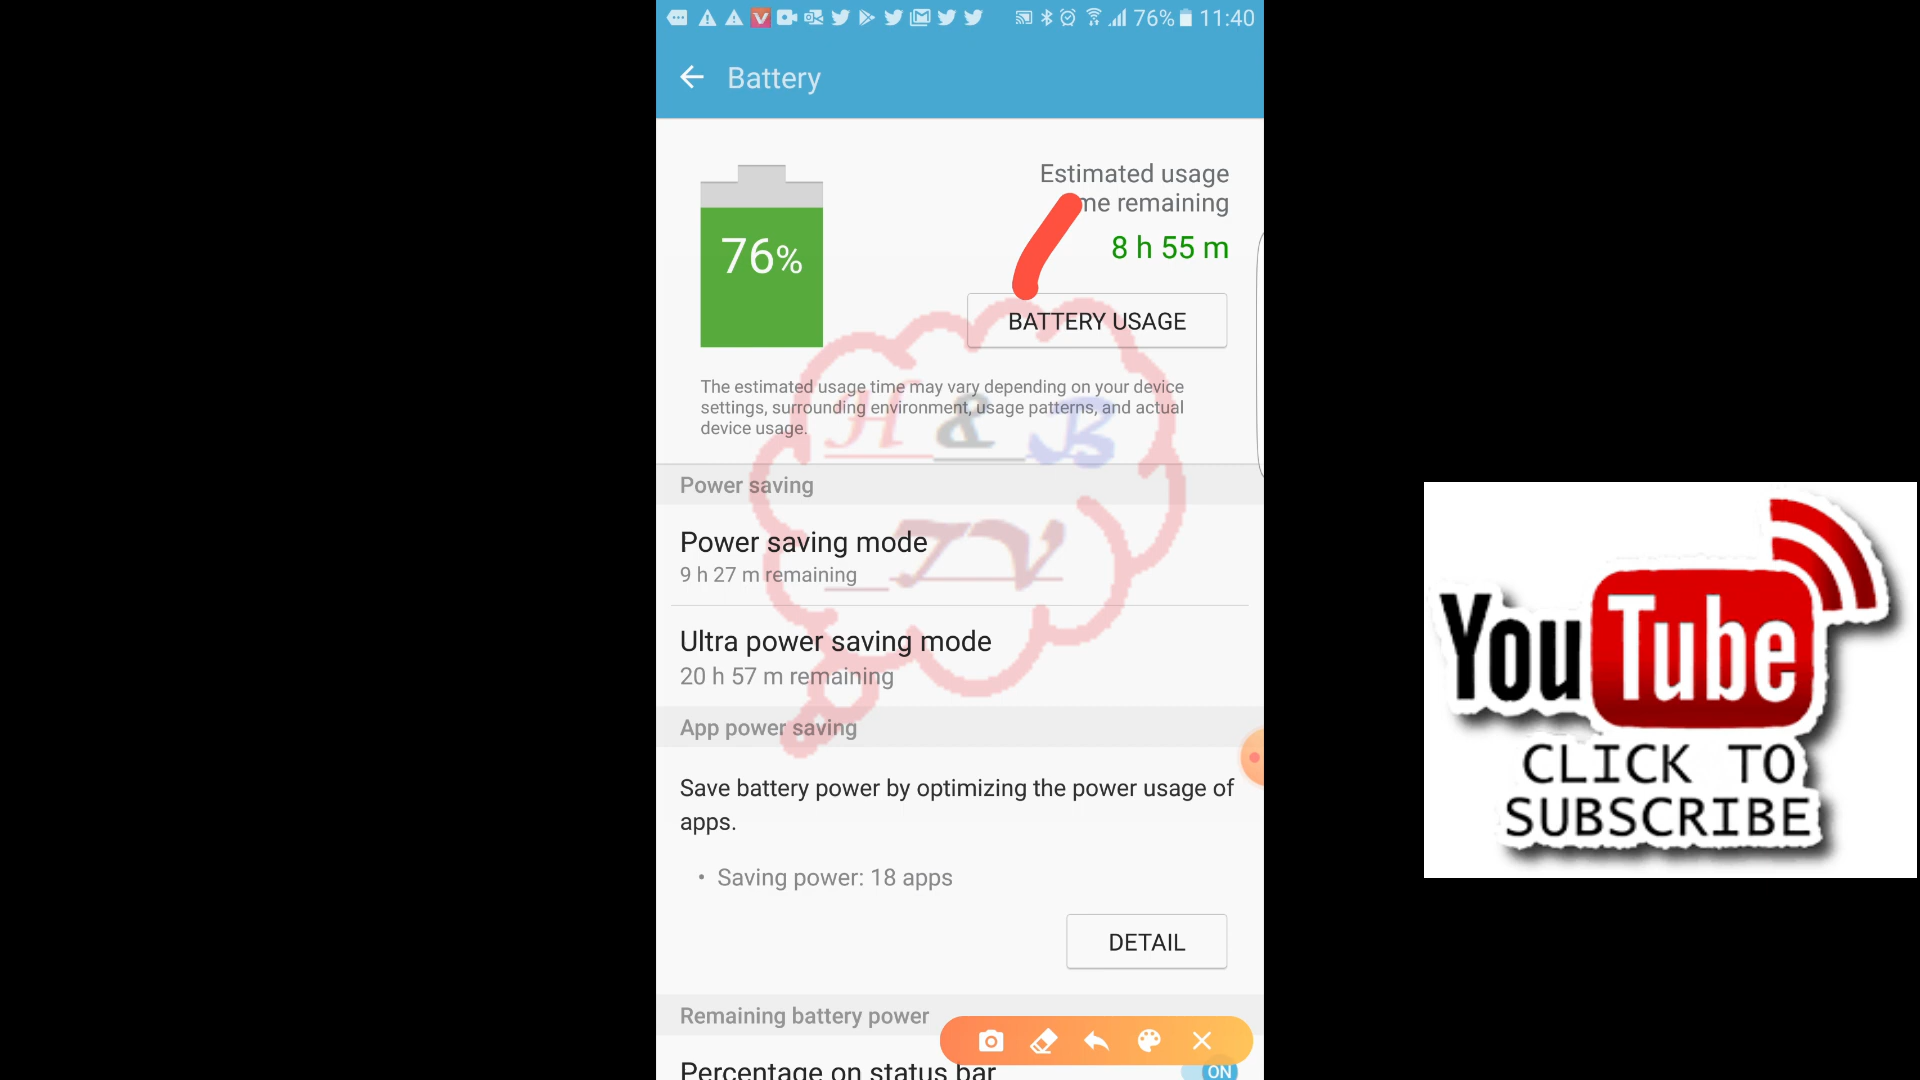 76% 11:40
Battery
Estimated usage
me remaining
76%
8 h 55 m
BATTERY USAGE
The estimated usage time may vary depending on your device
settings, surrounding environment, usage patterns, and actual
device usage.
H & B
TV
Power saving
Power saving mode
9 h 27 m remaining
Ultra power saving mode
20 h 57 m remaining
App power saving
Save battery power by optimizing the power usage of
apps.
• Saving power: 18 apps
DETAIL
Remaining battery power
Percentage on status bar
ON
YouTube
CLICK TO
SUBSCRIBE